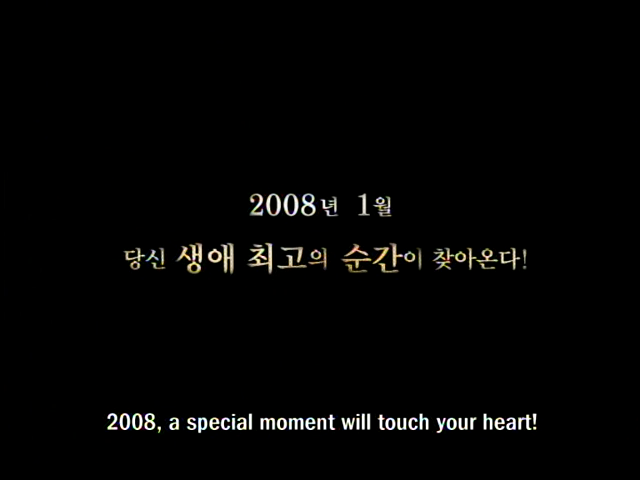 2008년 1월
당신 생애 최고의 순간이 찾아온다!
2008, a special moment will touch your heart!